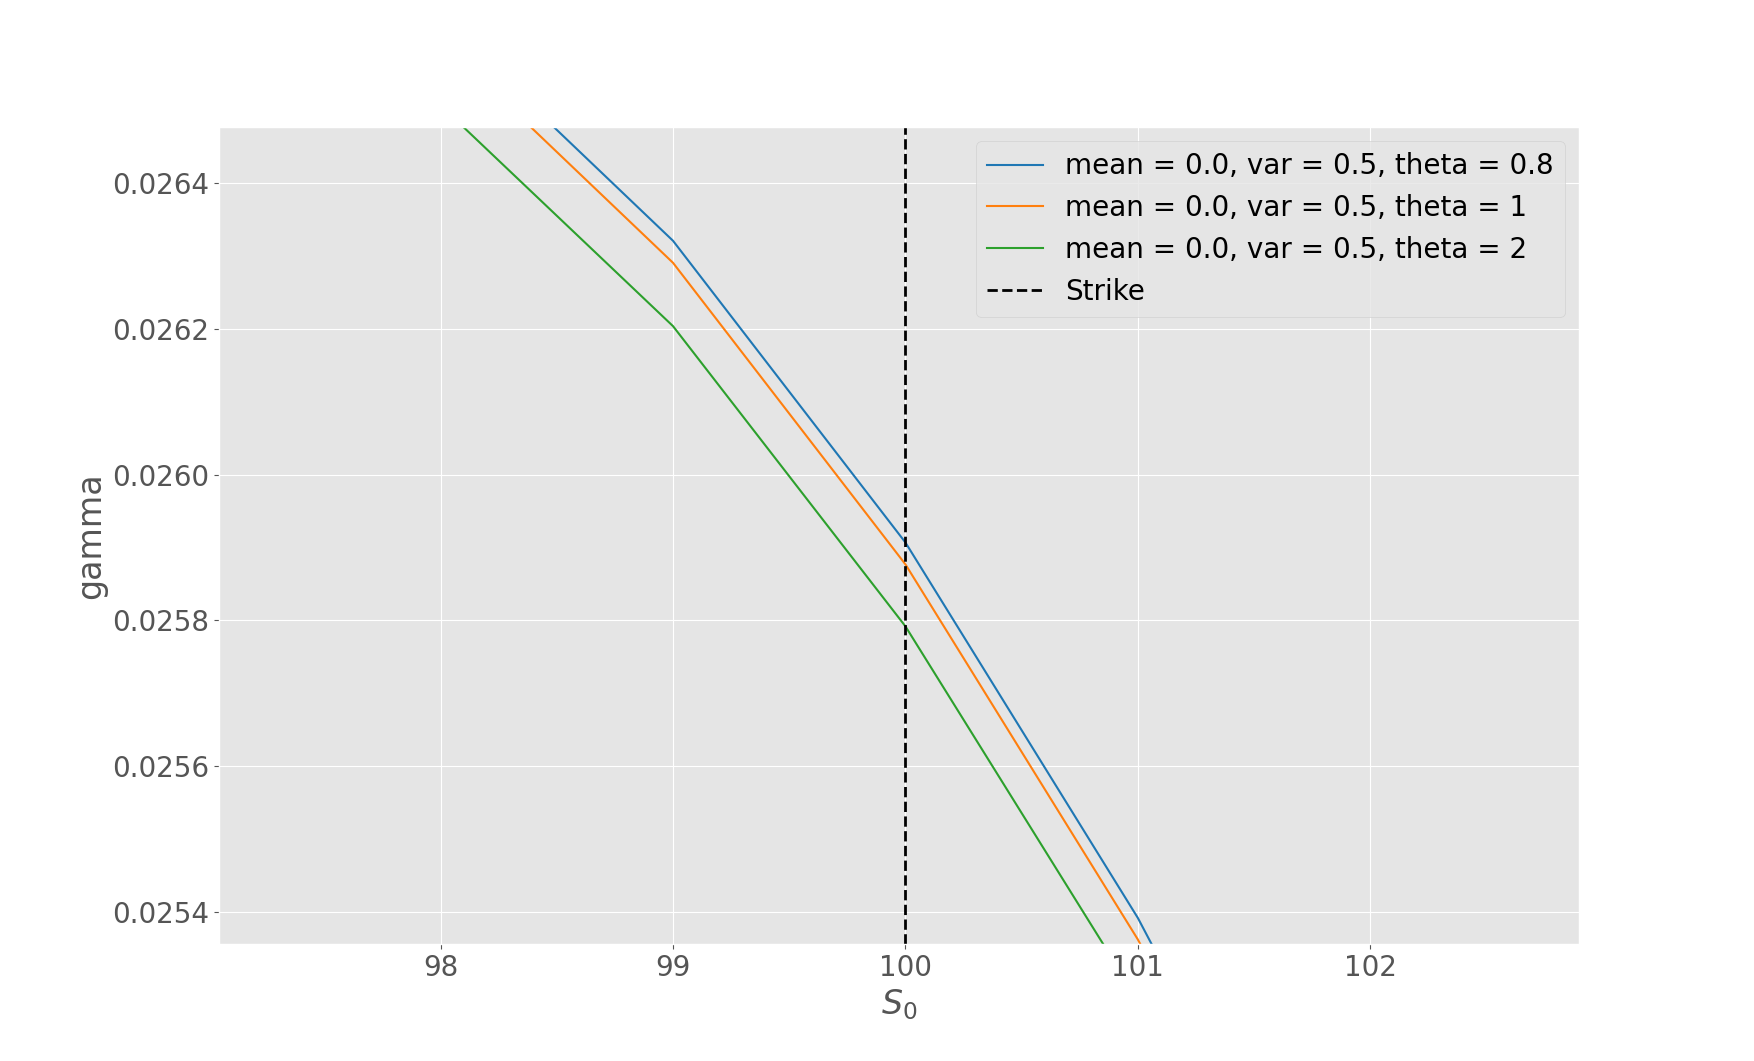 mean = 0.0, var = 0.5, theta = 0.8
mean = 0.0, var = 0.5, theta = 1
mean = 0.0, var = 0.5, theta = 2
Strike
gamma
0.0264
0.0262
0.0260
0.0258
0.0256
0.0254
98 99 100 101 102
S₀